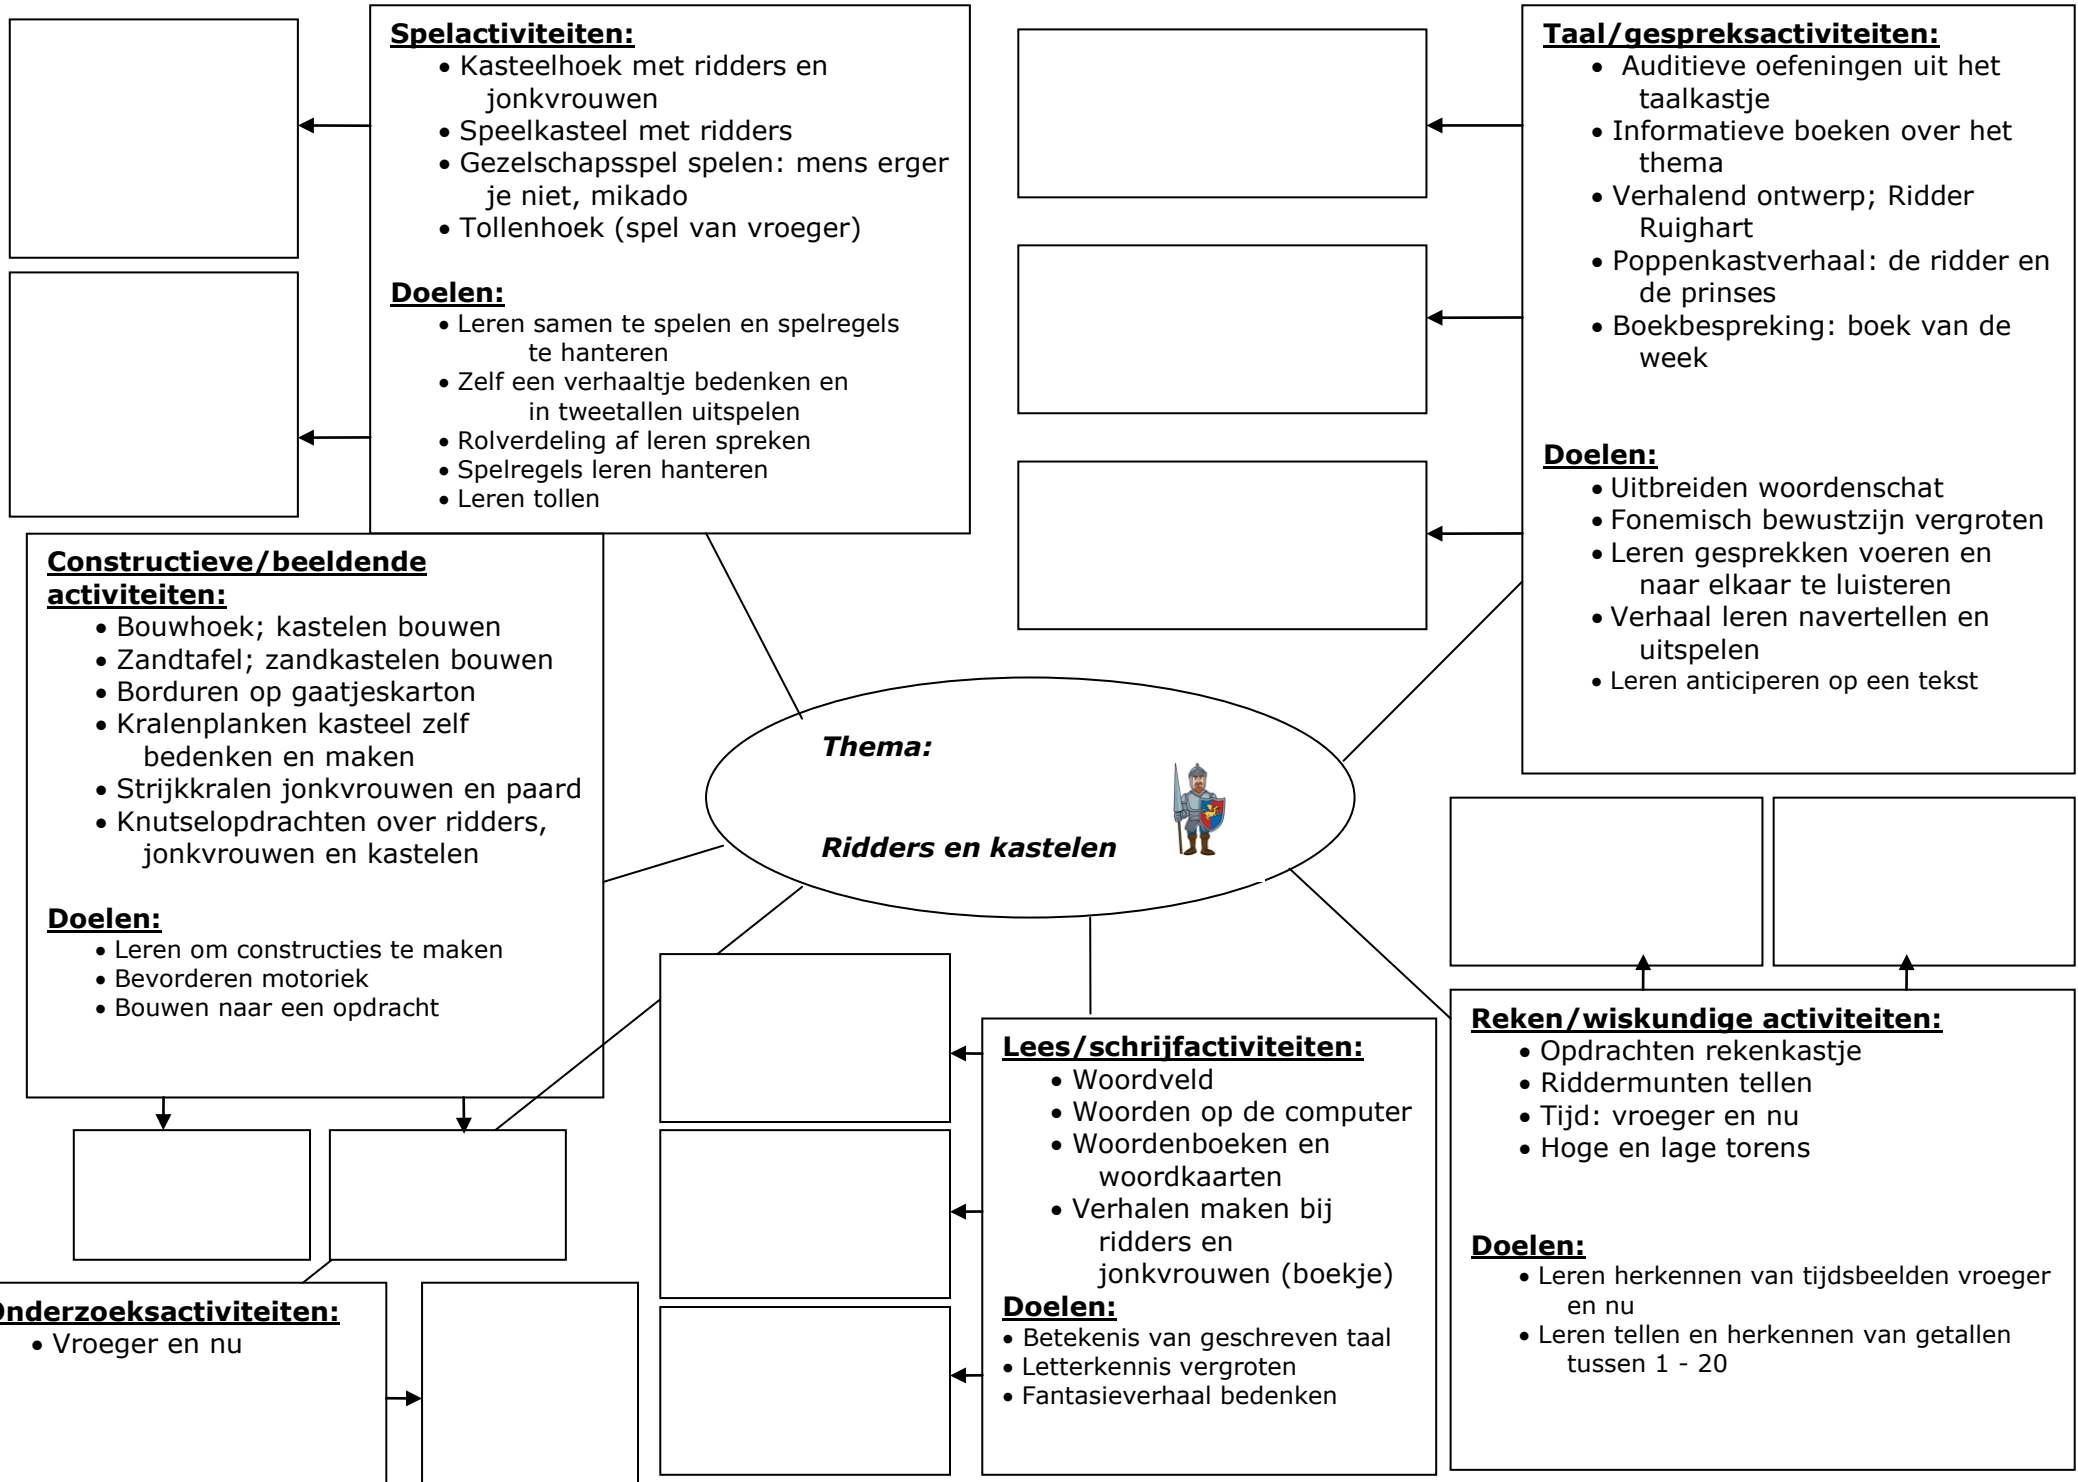 Spelactiviteiten:
• Kasteelhoek met ridders en
jonkvrouwen
• Speelkasteel met ridders
• Gezelschapsspel spelen: mens erger
je niet, mikado
• Tollenhoek (spel van vroeger)
Doelen:
• Leren samen te spelen en spelregels
te hanteren
• Zelf een verhaaltje bedenken en
in tweetallen uitspelen
• Rolverdeling af leren spreken
• Spelregels leren hanteren
• Leren tollen
Taal/gespreksactiviteiten:
• Auditieve oefeningen uit het
taalkastje
• Informatieve boeken over het
thema
• Verhalend ontwerp; Ridder
Ruighart
• Poppenkastverhaal: de ridder en
de prinses
• Boekbespreking: boek van de
week
Doelen:
• Uitbreiden woordenschat
• Fonemisch bewustzijn vergroten
• Leren gesprekken voeren en
naar elkaar te luisteren
• Verhaal leren navertellen en
uitspelen
• Leren anticiperen op een tekst
Constructieve/beeldende
activiteiten:
• Bouwhoek; kastelen bouwen
• Zandtafel; zandkastelen bouwen
• Borduren op gaatjeskarton
• Kralenplanken kasteel zelf
bedenken en maken
• Strijkkralen jonkvrouwen en paard
• Knutselopdrachten over ridders,
jonkvrouwen en kastelen
Doelen:
• Leren om constructies te maken
• Bevorderen motoriek
• Bouwen naar een opdracht
Thema:
Ridders en kastelen
Lees/schrijfactiviteiten:
• Woordveld
• Woorden op de computer
• Woordenboeken en
woordkaarten
• Verhalen maken bij
ridders en
jonkvrouwen (boekje)
Doelen:
• Betekenis van geschreven taal
• Letterkennis vergroten
• Fantasieverhaal bedenken
Reken/wiskundige activiteiten:
• Opdrachten rekenkastje
• Riddermunten tellen
• Tijd: vroeger en nu
• Hoge en lage torens
Doelen:
• Leren herkennen van tijdsbeelden vroeger
en nu
• Leren tellen en herkennen van getallen
tussen 1 - 20
Onderzoeksactiviteiten:
• Vroeger en nu